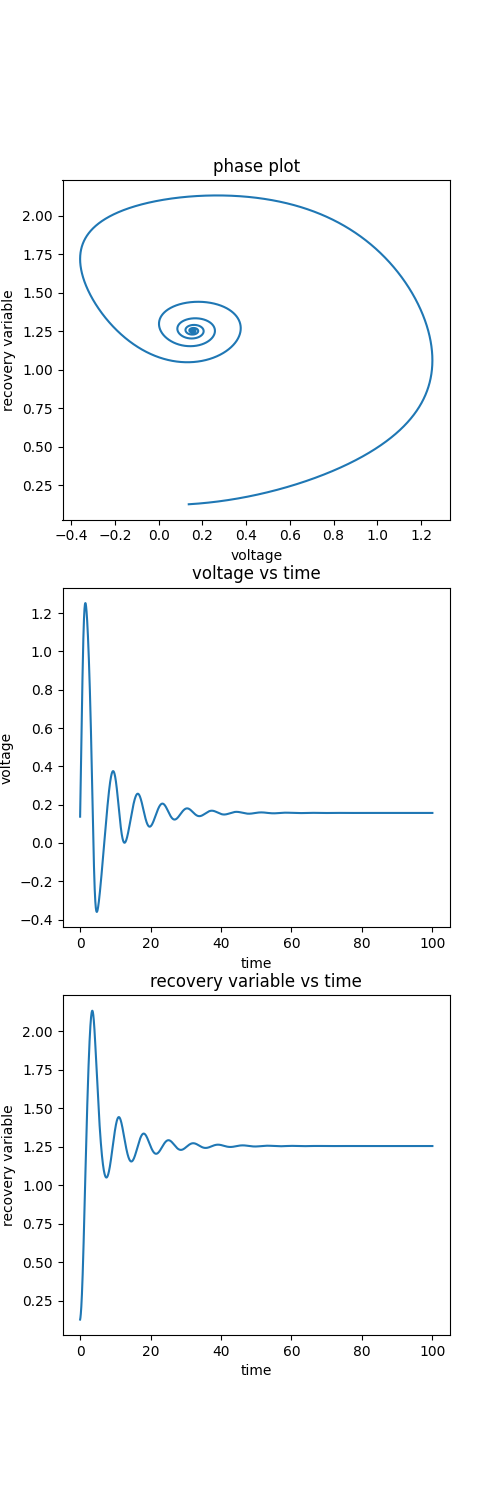 phase plot
2.00
1.75
1.50
1.25
1.00
0.75
0.50
0.25
recovery variable
−0.4 −0.2 0.0 0.2 0.4 0.6 0.8 1.0 1.2
voltage
voltage vs time
1.2
1.0
0.8
0.6
0.4
0.2
0.0
−0.2
−0.4
voltage
0 20 40 60 80 100
time
recovery variable vs time
2.00
1.75
1.50
1.25
1.00
0.75
0.50
0.25
recovery variable
0 20 40 60 80 100
time